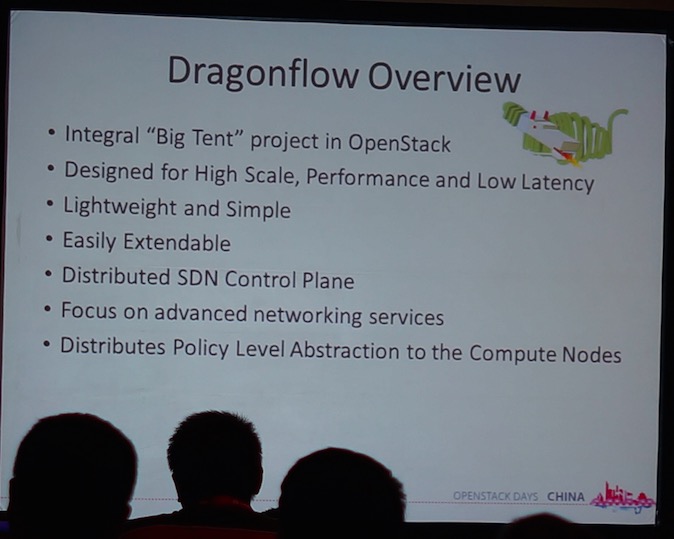 Dragonflow Overview
• Integral “Big Tent” project in OpenStack
• Designed for High Scale, Performance and Low Latency
• Lightweight and Simple
• Easily Extendable
• Distributed SDN Control Plane
• Focus on advanced networking services
• Distributes Policy Level Abstraction to the Compute Nodes
OPENSTACK DAYS CHINA